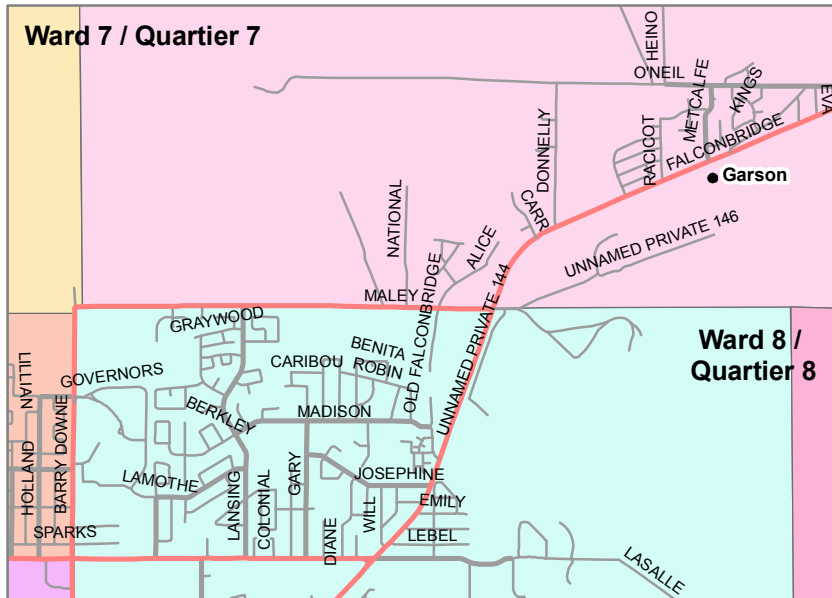 Ward 7 / Quartier 7
HEINO
O'NEIL
METCALFE
KINGS
EVA
DONNELLY
RACICOT
FALCONBRIDGE
Garson
CARR
NATIONAL
ALICE
UNNAMED PRIVATE 146
OLD FALCONBRIDGE
UNNAMED PRIVATE 144
MALEY
GRAYWOOD
Ward 8 /
Quartier 8
BENITA
CARIBOU
ROBIN
LILLIAN
GOVERNORS
BERKLEY
MADISON
HOLLAND
BARRY DOWNE
LAMOTHE
LANSING
COLONIAL
GARY
JOSEPHINE
WILL
EMILY
DIANE
LEBEL
SPARKS
LASALLE